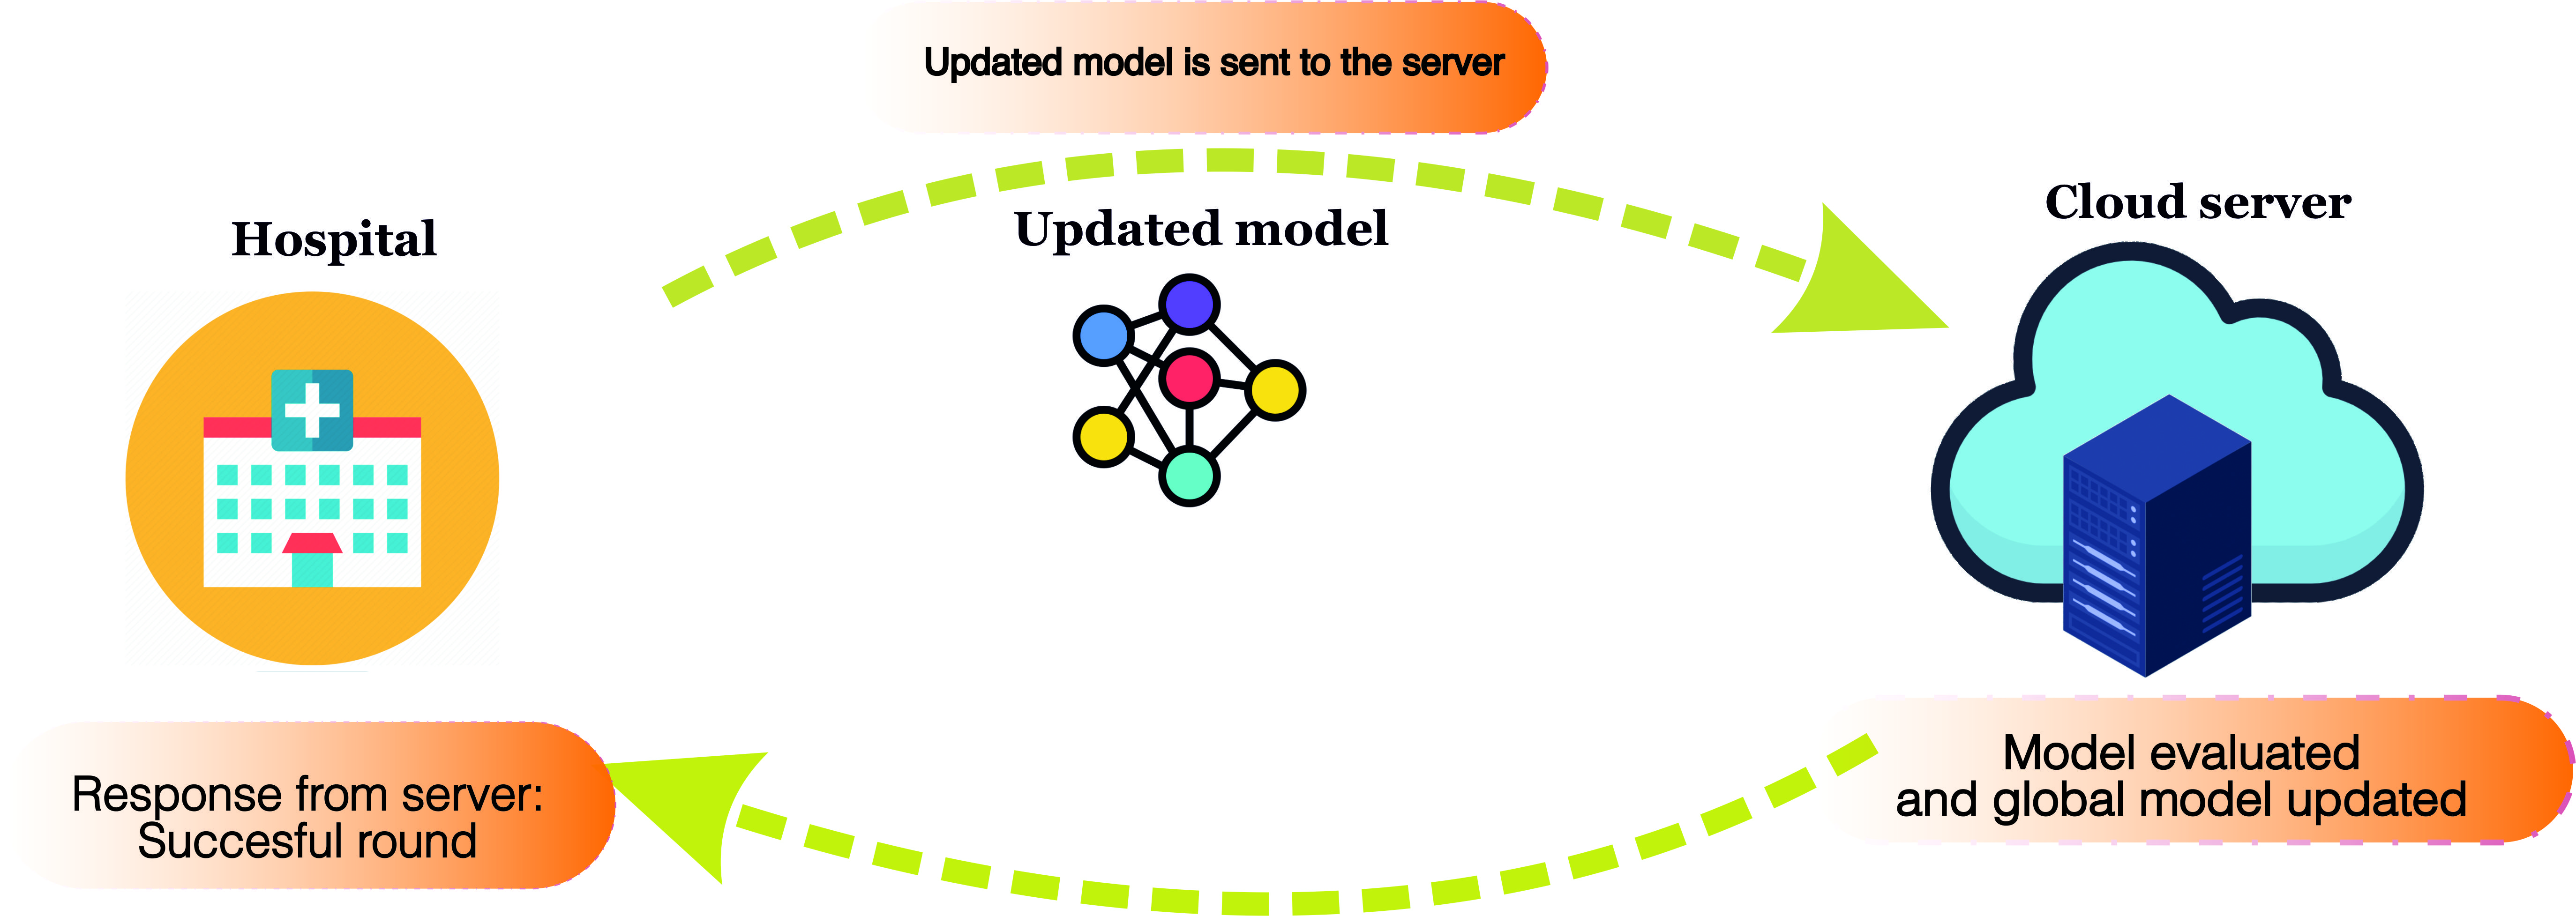 Updated model is sent to the server
Hospital
Updated model
Cloud server
Response from server:
Succesful round
Model evaluated
and global model updated